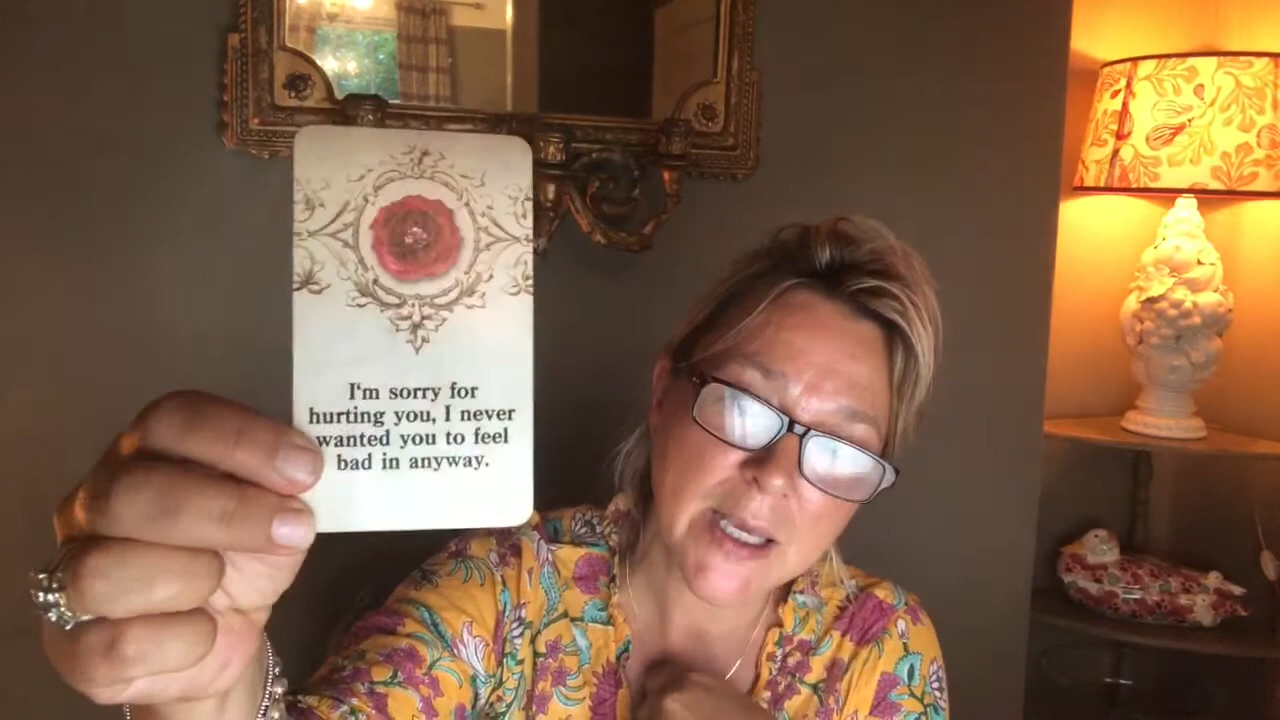 I'm sorry for
hurting you, I never
wanted you to feel
bad in anyway.